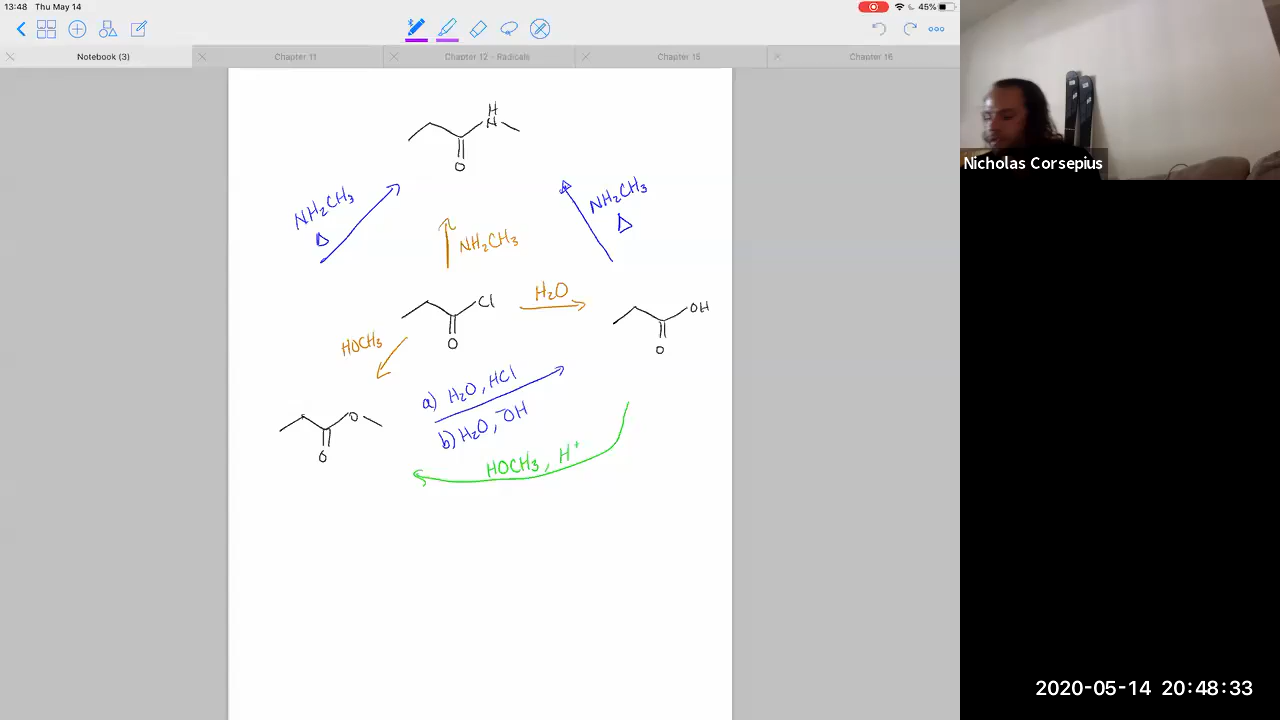 13:48 Thu May 14
45%
Notebook (3)
Chapter 11
Chapter 12 - Radicals
Chapter 15
Chapter 16
H
N
O
NH₂CH₃
Δ
NH₂CH₃
Δ
NH₂CH₃
Cl
O
H₂O
OH
O
HOCH₃
a) H₂O, HCl
b) H₂O, ⁻OH
O
O
HOCH₃, H⁺
Nicholas Corsepius
2020-05-14 20:48:33